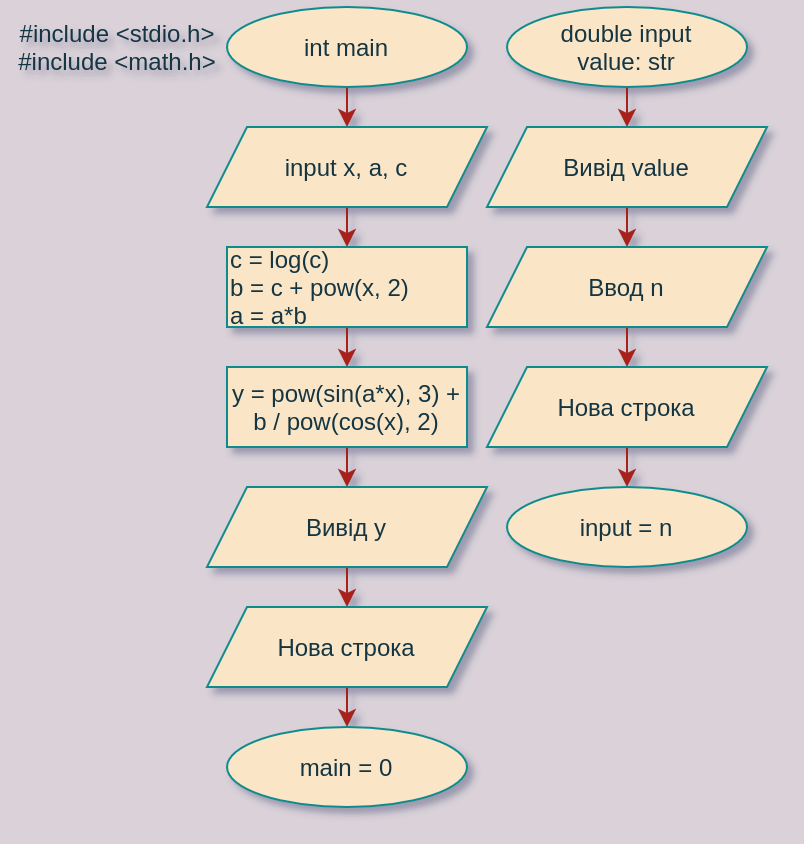 #include <stdio.h>
#include <math.h>
int main
input x, a, c
c = log(c)
b = c + pow(x, 2)
a = a*b
y = pow(sin(a*x), 3) +
b / pow(cos(x), 2)
Вивід y
Нова строка
main = 0
double input
value: str
Вивід value
Ввод n
Нова строка
input = n